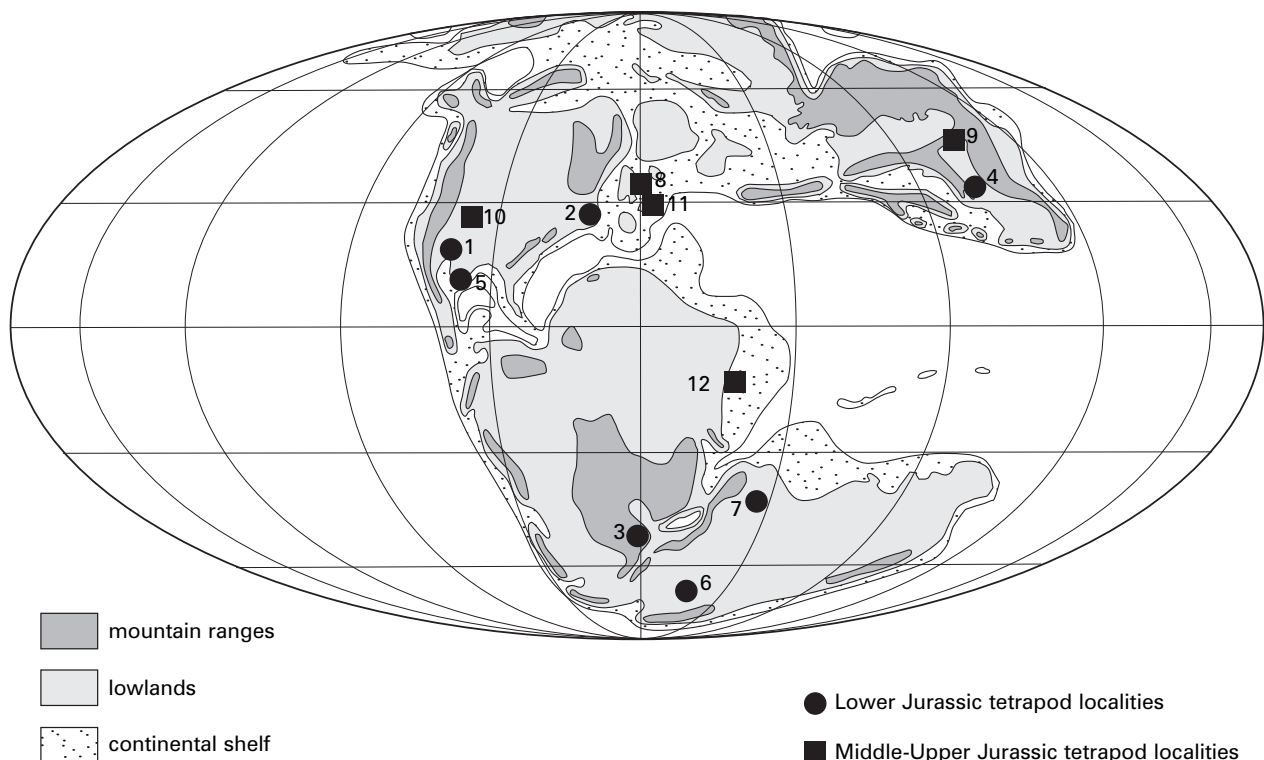 9
4
8
11
2
10
1
5
12
7
3
6
mountain ranges
lowlands
continental shelf
Lower Jurassic tetrapod localities
Middle-Upper Jurassic tetrapod localities